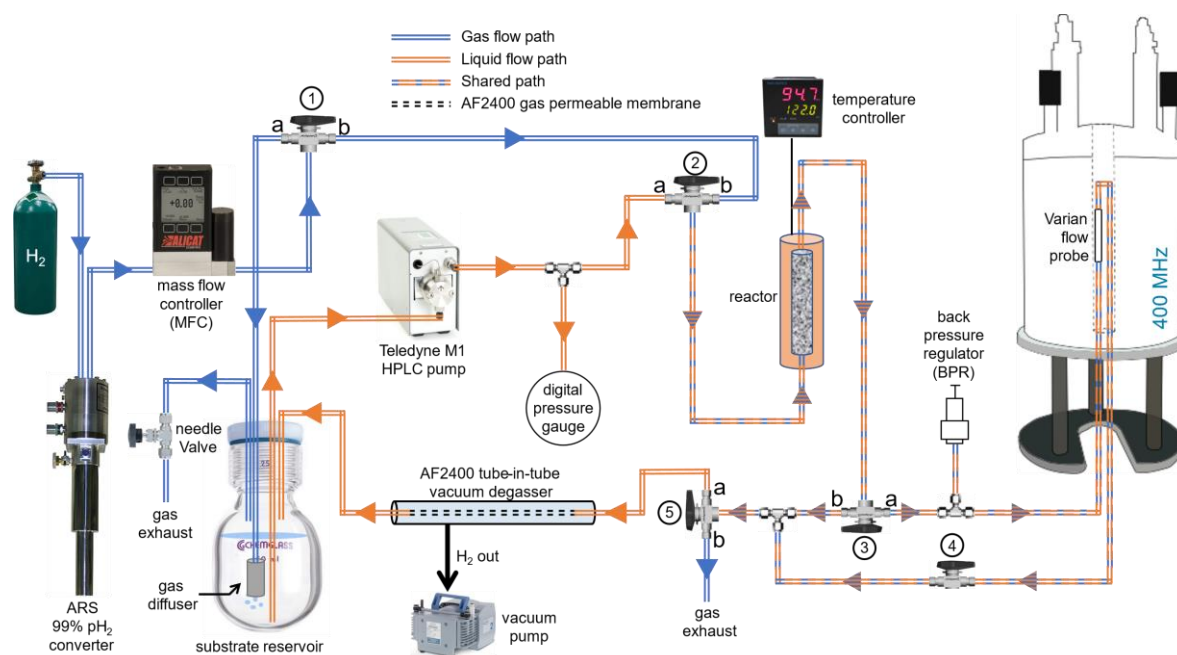 Gas flow path
Liquid flow path
Shared path
AF2400 gas permeable membrane
1
a
b
94.7
122.0
temperature
controller
2
a
b
H₂
+0.00
ALICAT
mass flow
controller
(MFC)
Teledyne M1
HPLC pump
digital
pressure
gauge
reactor
Varian
flow
probe
400 MHz
back
pressure
regulator
(BPR)
needle
Valve
gas
exhaust
AF2400 tube-in-tube
vacuum degasser
a
5
b
b
a
3
4
CHEMGLASS
H₂ out
gas
diffuser
gas
exhaust
vacuum
pump
ARS
99% pH₂
converter
substrate reservoir